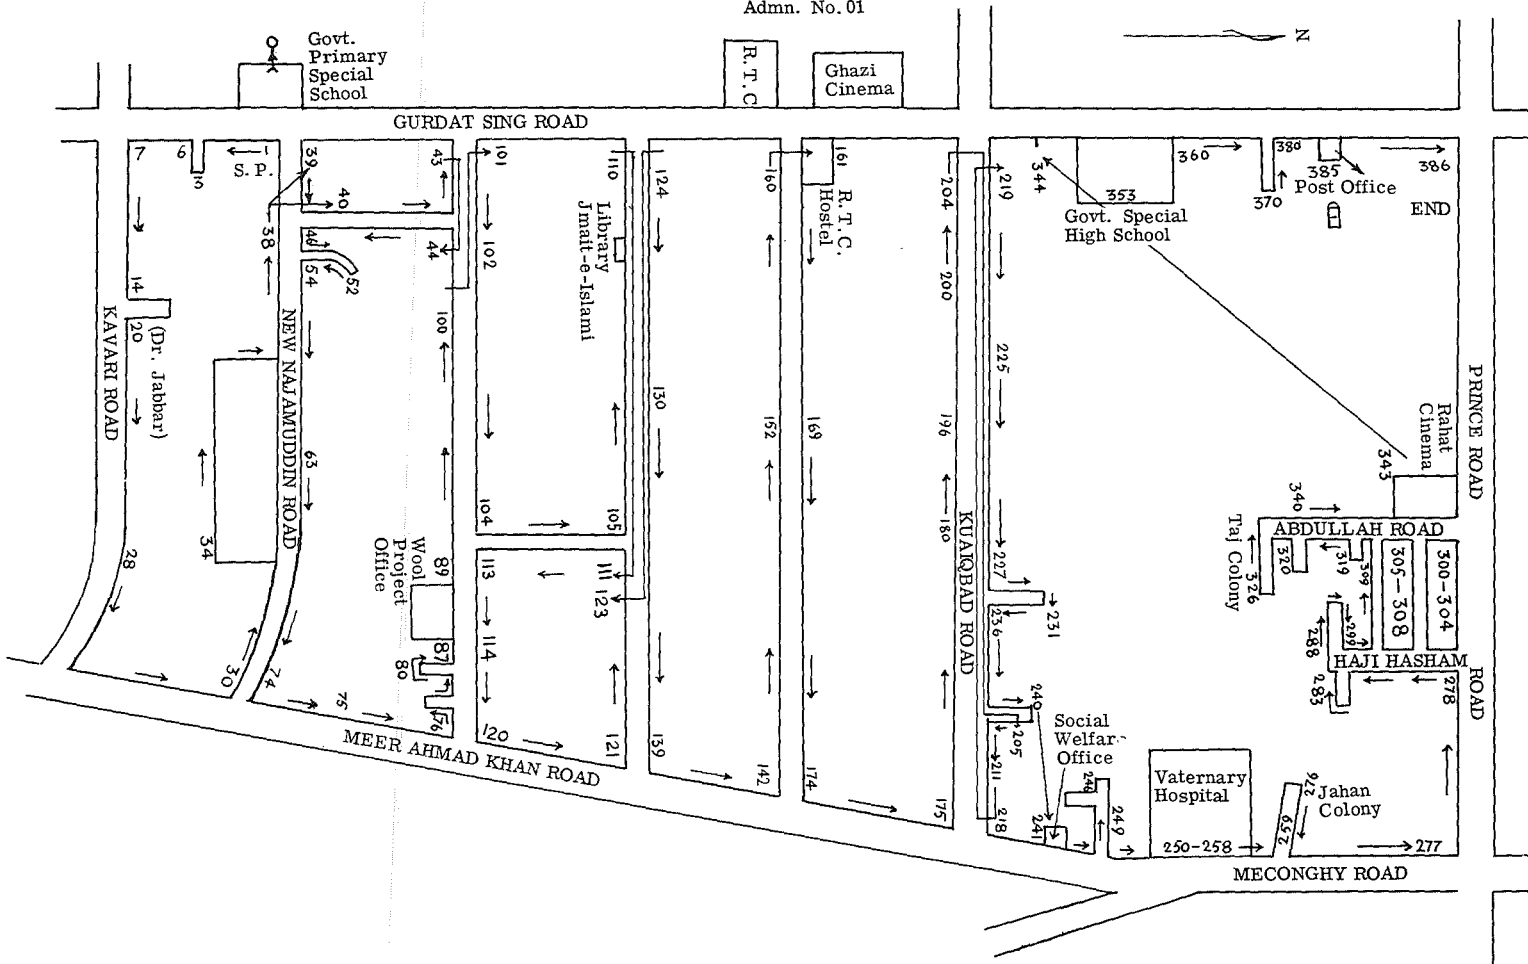 Admn. No. 01
N
Govt.
Primary
Special
School
R.T.C
Ghazi
Cinema
GURDAT SING ROAD
7
6
1
S. P.
39
43
101
110
124
160
161
204
219
344
353
360
370
380
385
Post Office
386
END
Govt. Special
High School
40
38
46
44
54
52
102
Library
Jmait-e-Islami
R.T.C.
Hostel
14
20
(Dr. Jabbar)
KAVARI ROAD
NEW NAJAMUDDIN ROAD
100
200
225
130
152
169
196
180
63
104
105
34
28
30
74
75
Wool
Project
Office
89
87
80
76
113
114
120
111
123
121
139
142
174
175
MEER AHMAD KHAN ROAD
KUAIQBAD ROAD
227
231
236
240
205
211
218
241
Social
Welfar
Office
246
249
Vaternary
Hospital
250-258
259
276
Jahan
Colony
277
MECONGHY ROAD
PRINCE ROAD
Rahat
Cinema
343
340
ABDULLAH ROAD
Taj Colony
326
320
319
309
305-308
300-304
299
288
HAJI HASHAM
ROAD
283
278